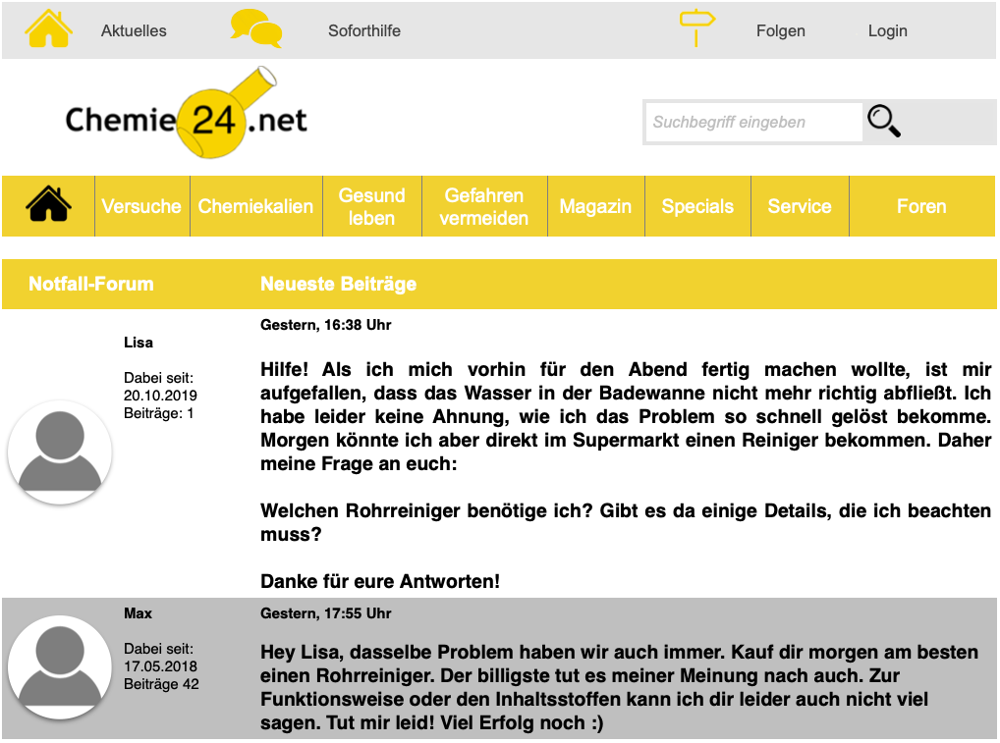 Aktuelles Soforthilfe Folgen Login
Chemie24.net
Suchbegriff eingeben
Versuche Chemiekalien Gesund leben Gefahren vermeiden Magazin Specials Service Foren
Notfall-Forum Neueste Beiträge
Lisa
Dabei seit:
20.10.2019
Beiträge: 1
Gestern, 16:38 Uhr
Hilfe! Als ich mich vorhin für den Abend fertig machen wollte, ist mir
aufgefallen, dass das Wasser in der Badewanne nicht mehr richtig abfließt. Ich
habe leider keine Ahnung, wie ich das Problem so schnell gelöst bekomme.
Morgen könnte ich aber direkt im Supermarkt einen Reiniger bekommen. Daher
meine Frage an euch:
Welchen Rohrreiniger benötige ich? Gibt es da einige Details, die ich beachten
muss?
Danke für eure Antworten!
Max
Dabei seit:
17.05.2018
Beiträge 42
Gestern, 17:55 Uhr
Hey Lisa, dasselbe Problem haben wir auch immer. Kauf dir morgen am besten
einen Rohrreiniger. Der billigste tut es meiner Meinung nach auch. Zur
Funktionsweise oder den Inhaltsstoffen kann ich dir leider auch nicht viel
sagen. Tut mir leid! Viel Erfolg noch :)